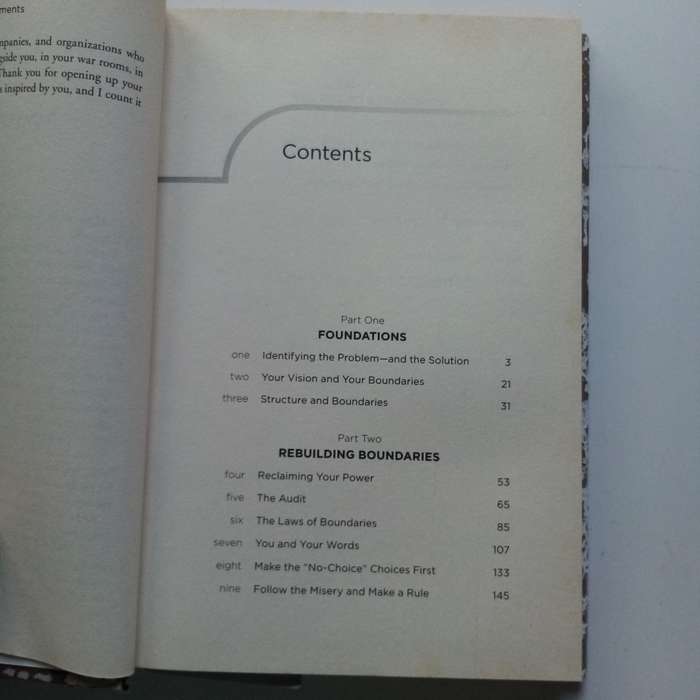 ments
mpanies, and organizations who
gside you, in your war rooms, in
Thank you for opening up your
inspired by you, and I count it
Contents
Part One
FOUNDATIONS
one Identifying the Problem—and the Solution 3
two Your Vision and Your Boundaries 21
three Structure and Boundaries 31
Part Two
REBUILDING BOUNDARIES
four Reclaiming Your Power 53
five The Audit 65
six The Laws of Boundaries 85
seven You and Your Words 107
eight Make the "No-Choice" Choices First 133
nine Follow the Misery and Make a Rule 145